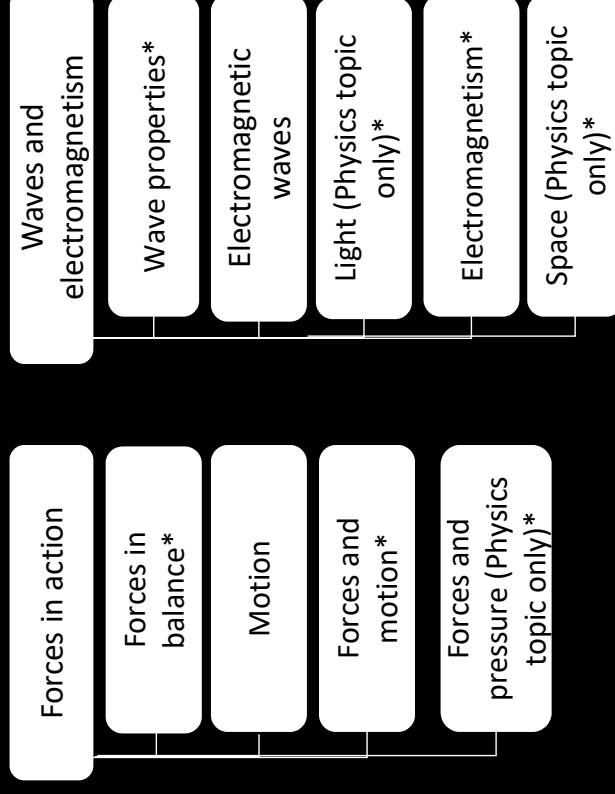 Forces in action
Forces in
balance*
Motion
Forces and
motion*
Forces and
pressure (Physics
topic only)*
Waves and
electromagnetism
Wave properties*
Electromagnetic
waves
Light (Physics topic
only)*
Electromagnetism*
Space (Physics topic
only)*